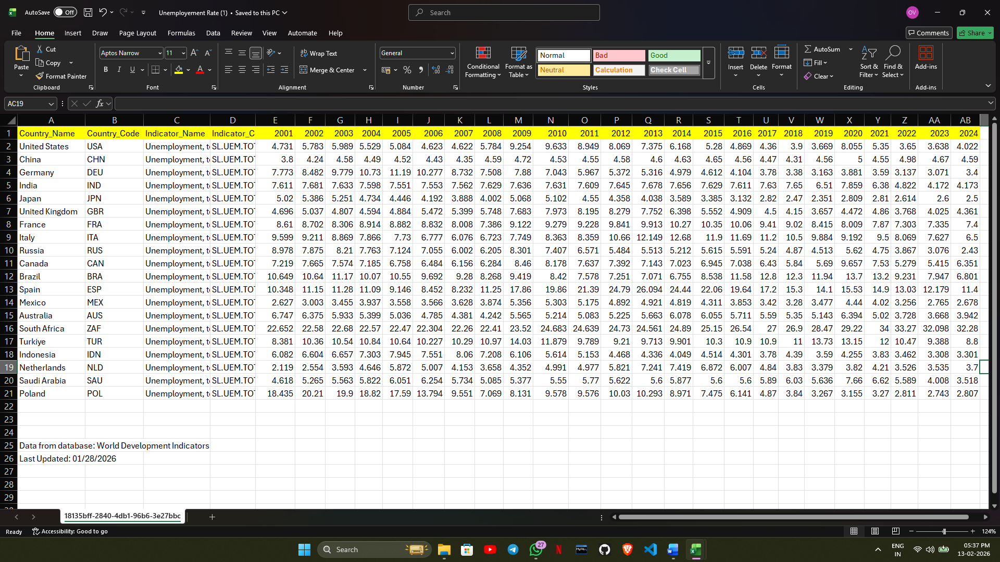 AutoSave Off Unemployement Rate (1) • Saved to this PC Search OV
File Home Insert Draw Page Layout Formulas Data Review View Automate Help Comments Share
Paste Cut Copy Format Painter Clipboard
Aptos Narrow 11 B I U A Font
ab Wrap Text Merge & Center Alignment
General % Number
Conditional Formatting Format as Table Normal Bad Good Neutral Calculation Check Cell Styles
Insert Delete Format Cells
AutoSum Fill Clear Sort & Filter Find & Select Editing
Add-ins Add-ins
AC19 fx
A B C D E F G H I J K L M N O P Q R S T U V W X Y Z AA AB
1 Country_Name Country_Code Indicator_Name Indicator_C 2001 2002 2003 2004 2005 2006 2007 2008 2009 2010 2011 2012 2013 2014 2015 2016 2017 2018 2019 2020 2021 2022 2023 2024
2 United States USA Unemployment, t SL.UEM.TO 4.731 5.783 5.989 5.529 5.084 4.623 4.622 5.784 9.254 9.633 8.949 8.069 7.375 6.168 5.28 4.869 4.36 3.9 3.669 8.055 5.35 3.65 3.638 4.022
3 China CHN Unemployment, t SL.UEM.TO 3.8 4.24 4.58 4.49 4.52 4.43 4.35 4.59 4.72 4.53 4.55 4.58 4.6 4.63 4.65 4.56 4.47 4.31 4.56 5 4.55 4.98 4.67 4.59
4 Germany DEU Unemployment, t SL.UEM.TO 7.773 8.482 9.779 10.73 11.19 10.277 8.732 7.508 7.88 7.043 5.967 5.372 5.316 4.979 4.612 4.104 3.78 3.38 3.163 3.881 3.59 3.137 3.071 3.4
5 India IND Unemployment, t SL.UEM.TO 7.611 7.681 7.633 7.598 7.551 7.553 7.562 7.629 7.636 7.631 7.609 7.645 7.678 7.656 7.629 7.611 7.63 7.65 6.51 7.859 6.38 4.822 4.172 4.173
6 Japan JPN Unemployment, t SL.UEM.TO 5.02 5.386 5.251 4.734 4.446 4.192 3.888 4.002 5.068 5.102 4.55 4.358 4.038 3.589 3.385 3.132 2.82 2.47 2.351 2.809 2.81 2.614 2.6 2.5
7 United Kingdom GBR Unemployment, t SL.UEM.TO 4.696 5.037 4.807 4.594 4.884 5.472 5.399 5.748 7.683 7.973 8.195 8.279 7.752 6.398 5.552 4.909 4.5 4.15 3.657 4.472 4.86 3.768 4.025 4.361
8 France FRA Unemployment, t SL.UEM.TO 8.61 8.702 8.306 8.914 8.882 8.832 8.008 7.386 9.122 9.279 9.228 9.841 9.913 10.27 10.35 10.06 9.41 9.02 8.415 8.009 7.87 7.303 7.335 7.4
9 Italy ITA Unemployment, t SL.UEM.TO 9.599 9.211 8.869 7.866 7.73 6.777 6.076 6.723 7.749 8.363 8.359 10.66 12.149 12.68 11.9 11.69 11.2 10.5 9.884 9.192 9.5 8.069 7.627 6.5
10 Russia RUS Unemployment, t SL.UEM.TO 8.978 7.875 8.21 7.763 7.124 7.055 6.002 6.205 8.301 7.407 6.571 5.484 5.513 5.212 5.615 5.591 5.24 4.87 4.513 5.62 4.75 3.867 3.076 2.43
11 Canada CAN Unemployment, t SL.UEM.TO 7.219 7.665 7.574 7.185 6.758 6.484 6.156 6.284 8.46 8.178 7.637 7.392 7.143 7.023 6.945 7.038 6.43 5.84 5.69 9.657 7.53 5.279 5.415 6.351
12 Brazil BRA Unemployment, t SL.UEM.TO 10.649 10.64 11.17 10.07 10.55 9.692 9.28 8.268 9.419 8.42 7.578 7.251 7.071 6.755 8.538 11.58 12.8 12.3 11.94 13.7 13.2 9.231 7.947 6.801
13 Spain ESP Unemployment, t SL.UEM.TO 10.348 11.15 11.28 11.09 9.146 8.452 8.232 11.25 17.86 19.86 21.39 24.79 26.094 24.44 22.06 19.64 17.2 15.3 14.1 15.53 14.9 13.03 12.179 11.4
14 Mexico MEX Unemployment, t SL.UEM.TO 2.627 3.003 3.455 3.937 3.558 3.566 3.628 3.874 5.356 5.303 5.175 4.892 4.921 4.819 4.311 3.853 3.42 3.28 3.477 4.44 4.02 3.256 2.765 2.678
15 Australia AUS Unemployment, t SL.UEM.TO 6.747 6.375 5.933 5.399 5.036 4.785 4.381 4.242 5.565 5.214 5.083 5.225 5.663 6.078 6.055 5.711 5.59 5.35 5.143 6.394 5.02 3.728 3.668 3.942
16 South Africa ZAF Unemployment, t SL.UEM.TO 22.652 22.58 22.68 22.57 22.47 22.304 22.26 22.41 23.52 24.683 24.639 24.73 24.561 24.89 25.15 26.54 27 26.9 28.47 29.22 34 33.27 32.098 32.28
17 Turkiye TUR Unemployment, t SL.UEM.TO 8.381 10.36 10.54 10.84 10.64 10.227 10.29 10.97 14.03 11.879 9.789 9.21 9.713 9.901 10.3 10.9 10.9 11 13.73 13.15 12 10.47 9.388 8.8
18 Indonesia IDN Unemployment, t SL.UEM.TO 6.082 6.604 6.657 7.303 7.945 7.551 8.06 7.208 6.106 5.614 5.153 4.468 4.336 4.049 4.514 4.301 3.78 4.39 3.59 4.255 3.83 3.462 3.308 3.301
19 Netherlands NLD Unemployment, t SL.UEM.TO 2.119 2.554 3.593 4.646 5.872 5.007 4.153 3.658 4.352 4.991 4.977 5.821 7.241 7.419 6.872 6.007 4.84 3.83 3.379 3.82 4.21 3.526 3.535 3.7
20 Saudi Arabia SAU Unemployment, t SL.UEM.TO 4.618 5.265 5.563 5.822 6.051 6.254 5.734 5.085 5.377 5.55 5.77 5.622 5.6 5.877 5.6 5.6 5.89 6.03 5.636 7.66 6.62 5.589 4.008 3.518
21 Poland POL Unemployment, t SL.UEM.TO 18.435 20.21 19.9 18.82 17.59 13.794 9.551 7.069 8.131 9.578 9.576 10.03 10.293 8.971 7.475 6.141 4.87 3.84 3.267 3.155 3.27 2.811 2.743 2.807
22
23
24
25 Data from database: World Development Indicators
26 Last Updated: 01/28/2026
27
28
29
18135bff-2840-4db1-96b6-3e27bbc
Ready Accessibility: Good to go 124%
Search 27 N MySQL W ENG IN 05:37 PM 13-02-2026